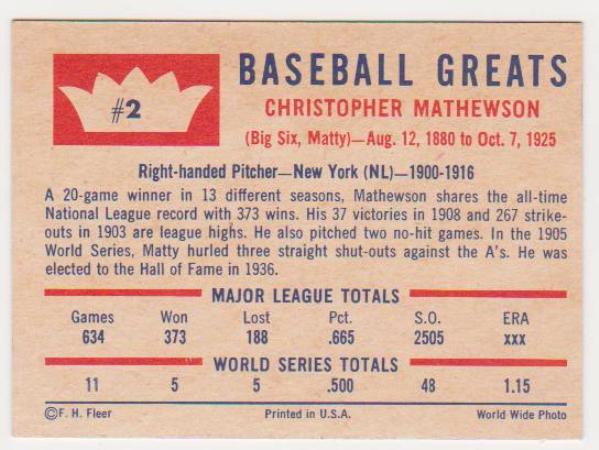 #2
BASEBALL GREATS
CHRISTOPHER MATHEWSON
(Big Six, Matty)—Aug. 12, 1880 to Oct. 7, 1925
Right-handed Pitcher—New York (NL)—1900-1916
A 20-game winner in 13 different seasons, Mathewson shares the all-time
National League record with 373 wins. His 37 victories in 1908 and 267 strike-
outs in 1903 are league highs. He also pitched two no-hit games. In the 1905
World Series, Matty hurled three straight shut-outs against the A's. He was
elected to the Hall of Fame in 1936.
MAJOR LEAGUE TOTALS
Games Won Lost Pct. S.O. ERA
634 373 188 .665 2505 xxx
WORLD SERIES TOTALS
11 5 5 .500 48 1.15
©F. H. Fleer Printed in U.S.A. World Wide Photo